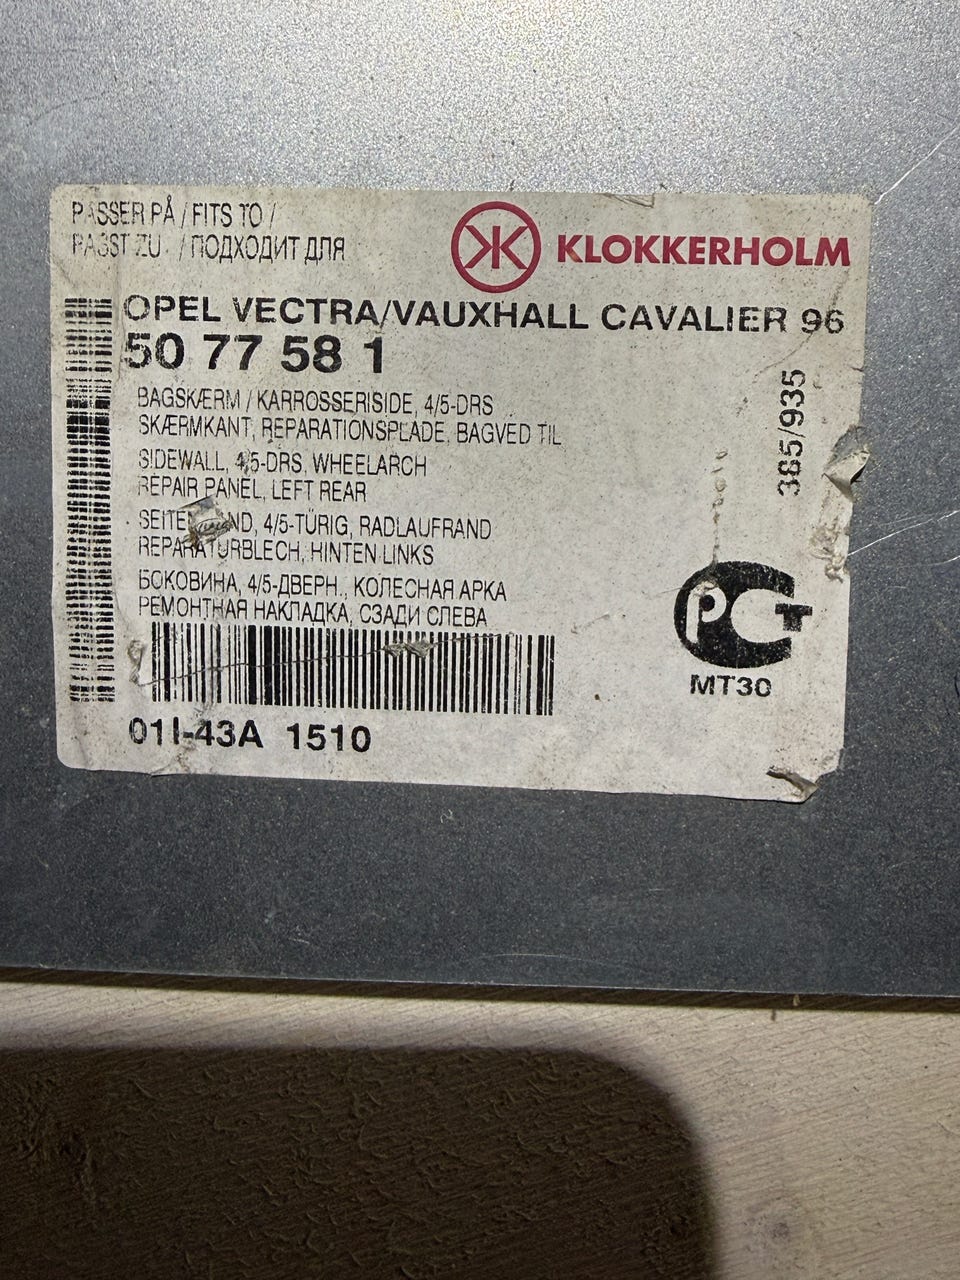 PASSER PÅ / FITS TO /
PASST ZU / ПОДХОДИТ ДЛЯ
KLOKKERHOLM
OPEL VECTRA/VAUXHALL CAVALIER 96
50 77 58 1
BAGSKÆRM / KARROSSERISIDE, 4/5-DRS
SKÆRMKANT, REPARATIONSPLADE, BAGVED TIL
SIDEWALL, 4/5-DRS, WHEELARCH
REPAIR PANEL, LEFT REAR
SEITENWAND, 4/5-TÜRIG, RADLAUFRAND
REPARATURBLECH, HINTEN LINKS
БОКОВИНА, 4/5-ДВЕРН., КОЛЕСНАЯ АРКА
РЕМОНТНАЯ НАКЛАДКА, СЗАДИ СЛЕВА
385/935
РСТ
MT30
01I-43A 1510